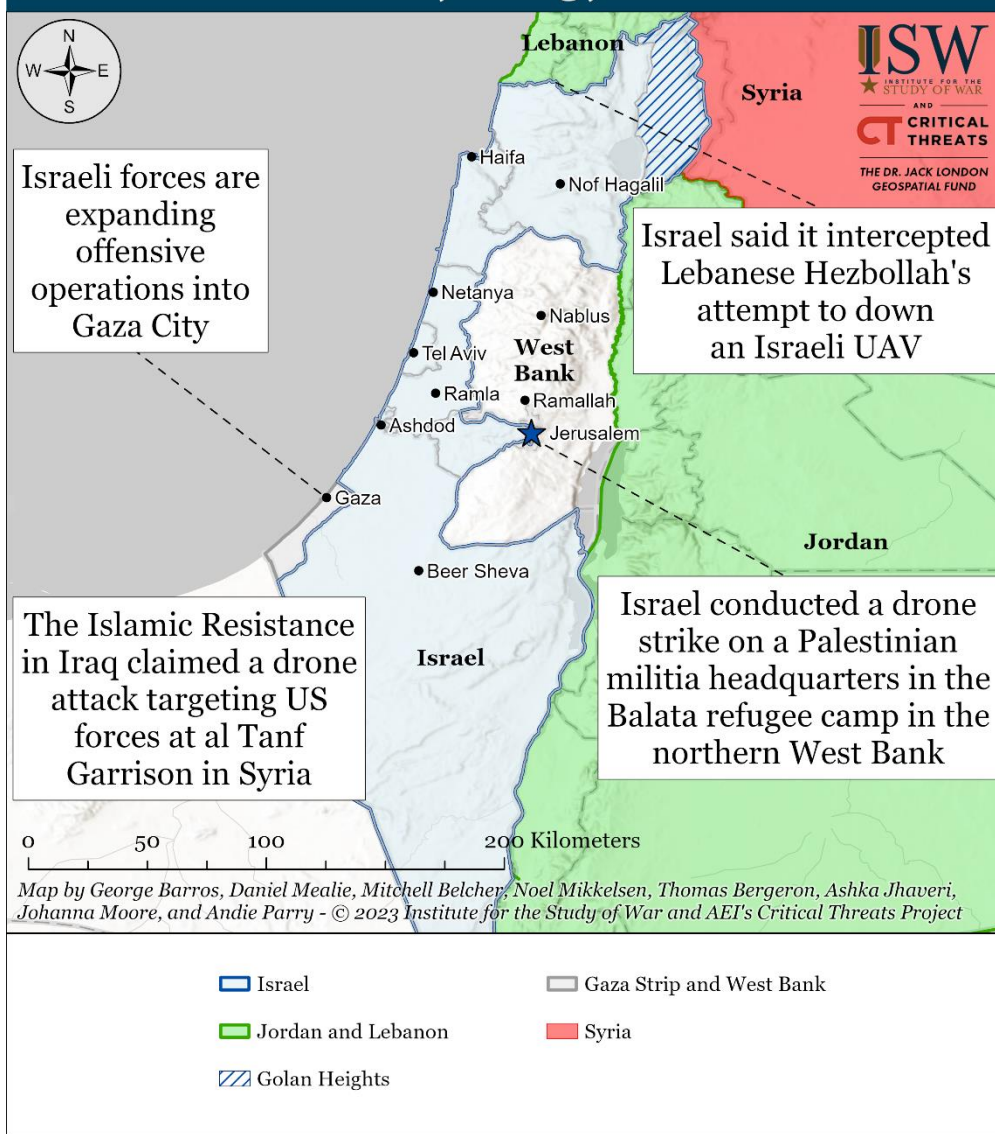 N
W
E
S
Lebanon
Syria
ISW
INSTITUTE FOR THE
STUDY OF WAR
AND
CT CRITICAL
THREATS
THE DR. JACK LONDON
GEOSPATIAL FUND
Haifa
Nof Hagalil
Israeli forces are
expanding
offensive
operations into
Gaza City
Israel said it intercepted
Lebanese Hezbollah's
attempt to down
an Israeli UAV
Netanya
Nablus
West
Bank
Tel Aviv
Ramla
Ramallah
Ashdod
Jerusalem
Gaza
Jordan
Beer Sheva
Israel
The Islamic Resistance
in Iraq claimed a drone
attack targeting US
forces at al Tanf
Garrison in Syria
Israel conducted a drone
strike on a Palestinian
militia headquarters in the
Balata refugee camp in the
northern West Bank
0 50 100 200 Kilometers
Map by George Barros, Daniel Mealie, Mitchell Belcher, Noel Mikkelsen, Thomas Bergeron, Ashka Jhaveri,
Johanna Moore, and Andie Parry - © 2023 Institute for the Study of War and AEI's Critical Threats Project
Israel
Gaza Strip and West Bank
Jordan and Lebanon
Syria
Golan Heights